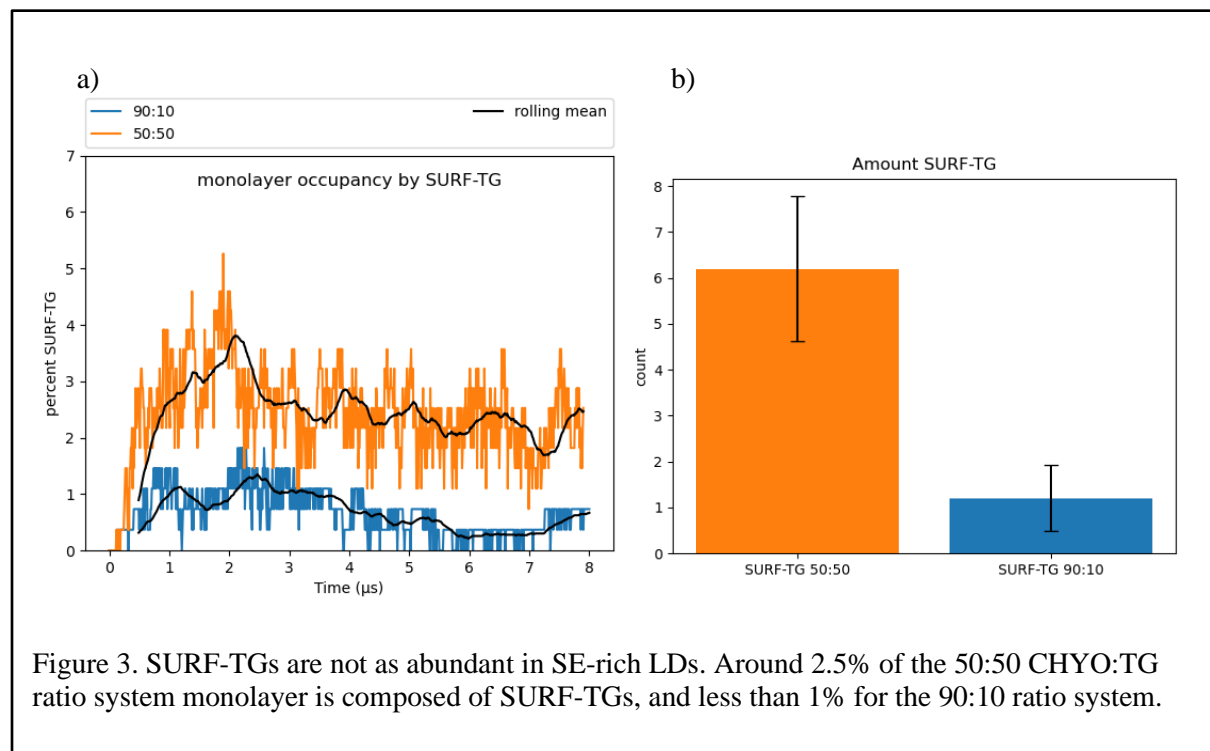 a)
90:10
50:50
rolling mean
monolayer occupancy by SURF-TG
percent SURF-TG
7
6
5
4
3
2
1
0
0 1 2 3 4 5 6 7 8
Time (μs)
b)
Amount SURF-TG
count
8
7
6
5
4
3
2
1
0
SURF-TG 50:50 SURF-TG 90:10
Figure 3. SURF-TGs are not as abundant in SE-rich LDs. Around 2.5% of the 50:50 CHYO:TG
ratio system monolayer is composed of SURF-TGs, and less than 1% for the 90:10 ratio system.